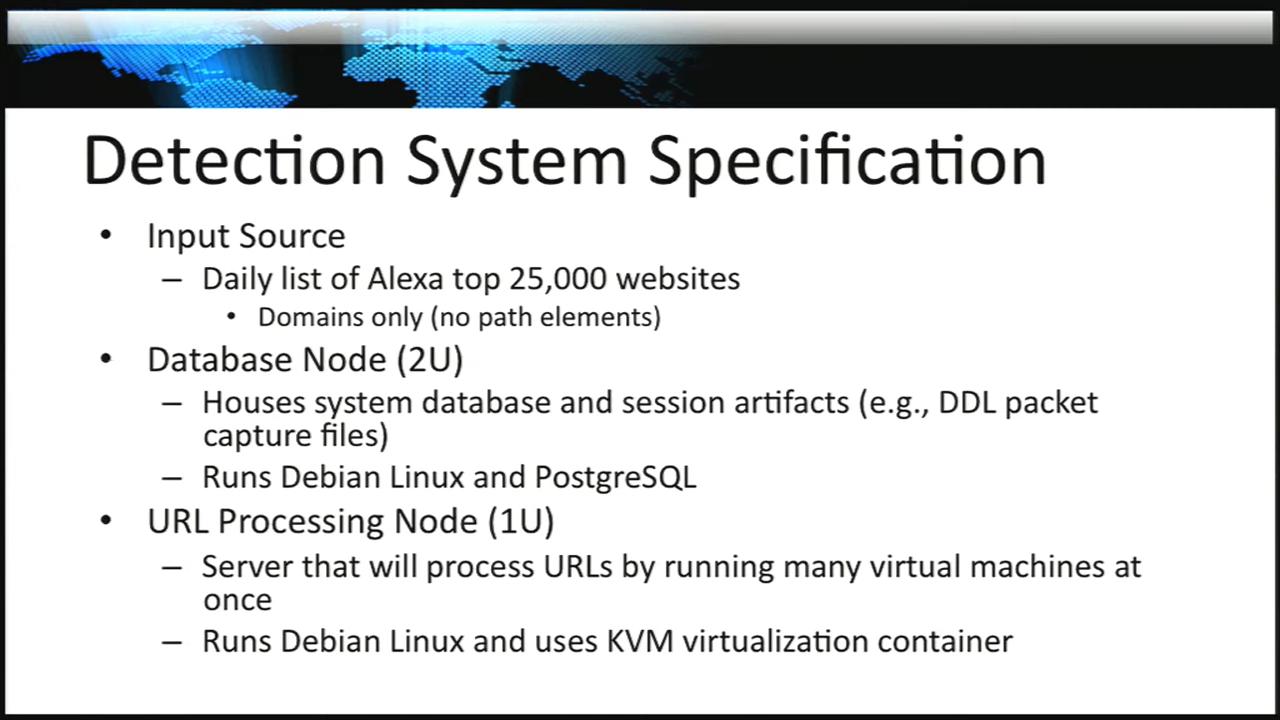 Detection System Specification
• Input Source
– Daily list of Alexa top 25,000 websites
• Domains only (no path elements)
• Database Node (2U)
– Houses system database and session artifacts (e.g., DDL packet
capture files)
– Runs Debian Linux and PostgreSQL
• URL Processing Node (1U)
– Server that will process URLs by running many virtual machines at
once
– Runs Debian Linux and uses KVM virtualization container